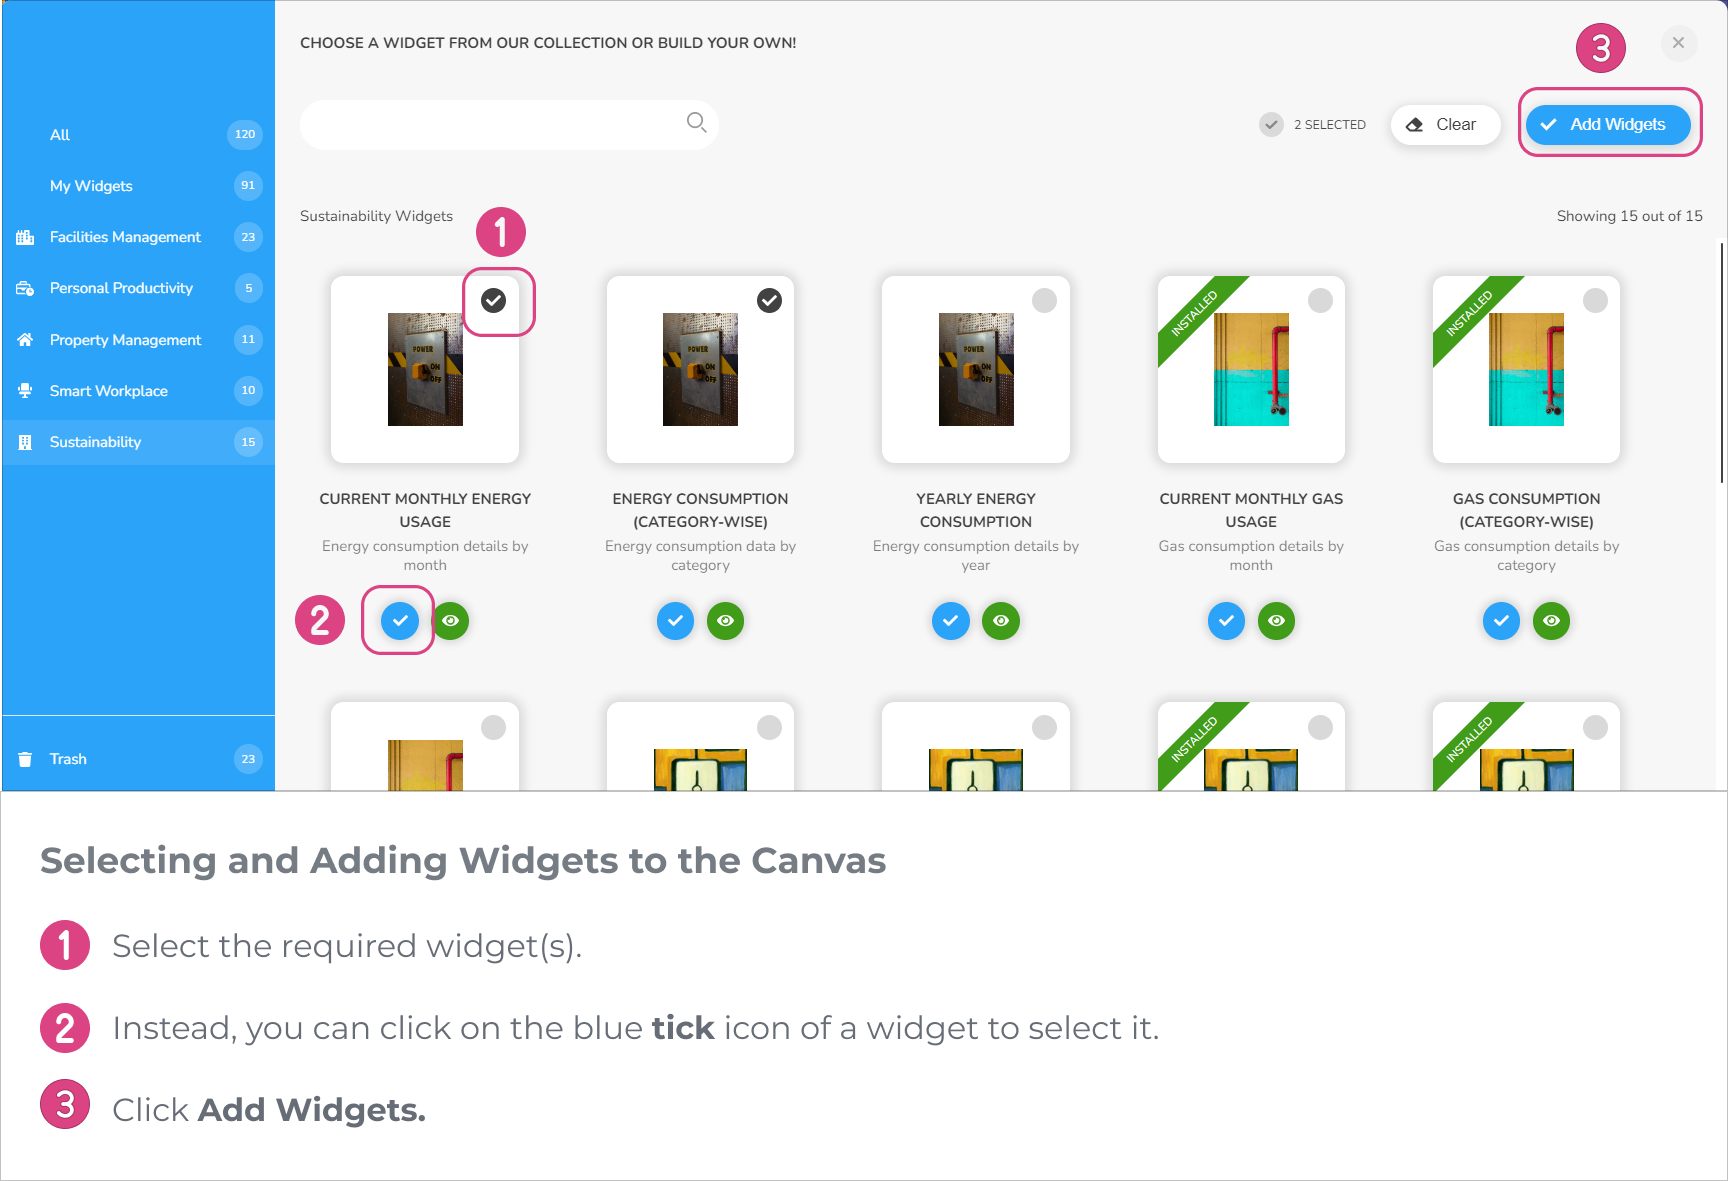 CHOOSE A WIDGET FROM OUR COLLECTION OR BUILD YOUR OWN!
3
All 120
My Widgets 91
Facilities Management 23
Personal Productivity 5
Property Management 11
Smart Workplace 10
Sustainability 15
Trash 23
2 SELECTED
Clear
Add Widgets
Sustainability Widgets
1
Showing 15 out of 15
POWER
ON
OFF
POWER
ON
OFF
POWER
ON
OFF
INSTALLED
INSTALLED
CURRENT MONTHLY ENERGY
USAGE
Energy consumption details by
month
ENERGY CONSUMPTION
(CATEGORY-WISE)
Energy consumption data by
category
YEARLY ENERGY
CONSUMPTION
Energy consumption details by
year
CURRENT MONTHLY GAS
USAGE
Gas consumption details by
month
GAS CONSUMPTION
(CATEGORY-WISE)
Gas consumption details by
category
2
INSTALLED
INSTALLED
Selecting and Adding Widgets to the Canvas
1 Select the required widget(s).
2 Instead, you can click on the blue tick icon of a widget to select it.
3 Click Add Widgets.